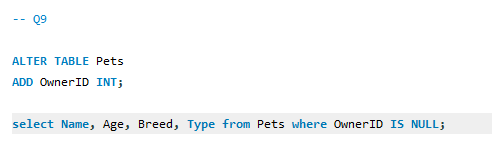 -- Q9
ALTER TABLE Pets
ADD OwnerID INT;
select Name, Age, Breed, Type from Pets where OwnerID IS NULL;